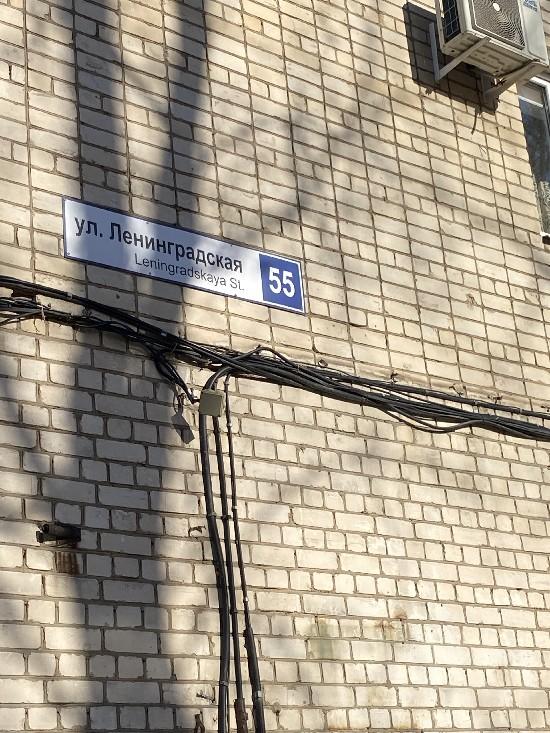 ул. Ленинградская
Leningradskaya St.
55